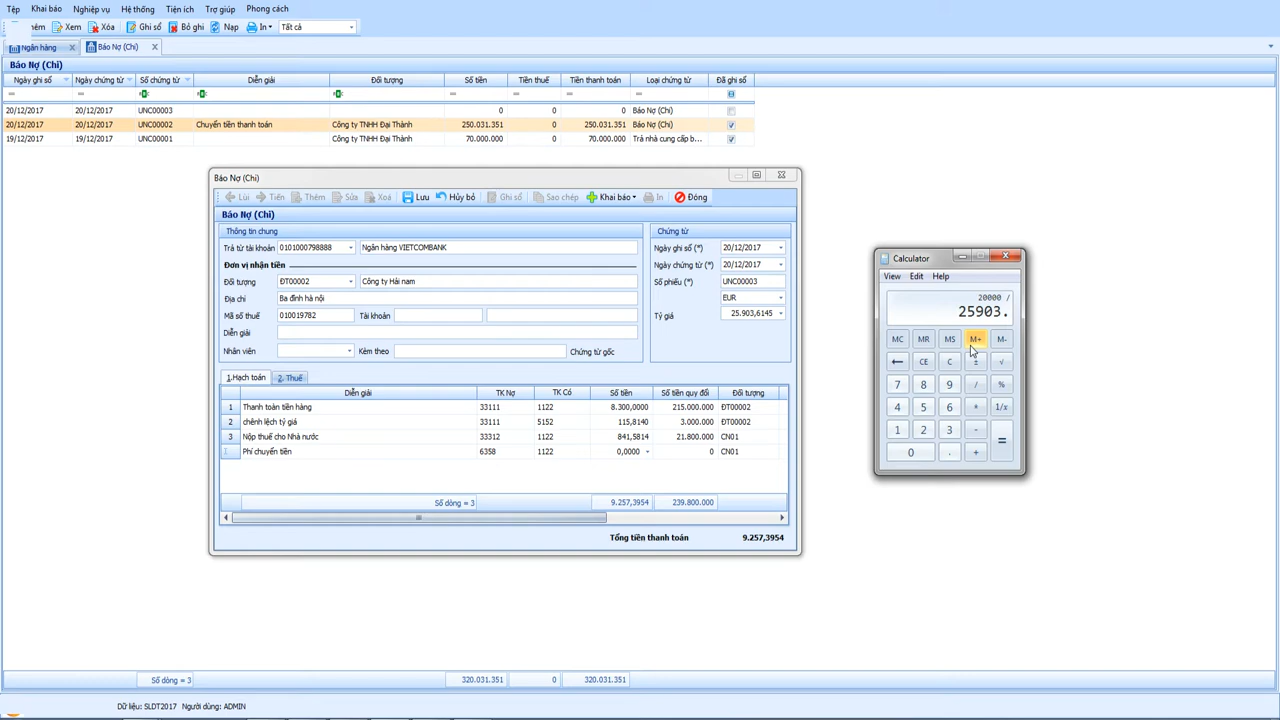 Tệp Khai báo Nghiệp vụ Hệ thống Tiện ích Trợ giúp Phong cách
hêm Xem Xóa Ghi sổ Bỏ ghi Nạp In Tất cả
Ngân hàng Báo Nợ (Chi)
Báo Nợ (Chi)
Ngày ghi sổ Ngày chứng từ Số chứng từ Diễn giải Đối tượng Số tiền Tiền thuế Tiền thanh toán Loại chứng từ Đã ghi sổ
20/12/2017 20/12/2017 UNC00003 0 0 0 Báo Nợ (Chi)
20/12/2017 20/12/2017 UNC00002 Chuyển tiền thanh toán Công ty TNHH Đại Thành 250.031.351 0 250.031.351 Báo Nợ (Chi)
19/12/2017 19/12/2017 UNC00001 Công ty TNHH Đại Thành 70.000.000 0 70.000.000 Trả nhà cung cấp b...
Báo Nợ (Chi)
Lùi Tiến Thêm Sửa Xoá Lưu Hủy bỏ Ghi sổ Sao chép Khai báo In Đóng
Báo Nợ (Chi)
Thông tin chung
Trả từ tài khoản 0101000798888 Ngân hàng VIETCOMBANK
Đơn vị nhận tiền
Đối tượng ĐT00002 Công ty Hải nam
Địa chỉ Ba đình hà nội
Mã số thuế 010019782 Tài khoản
Diễn giải
Nhân viên Kèm theo Chứng từ gốc
Chứng từ
Ngày ghi sổ (*) 20/12/2017
Ngày chứng từ (*) 20/12/2017
Số phiếu (*) UNC00003
EUR
Tỷ giá 25.903,6145
1.Hạch toán 2. Thuế
Diễn giải TK Nợ TK Có Số tiền Số tiền quy đổi Đối tượng
1 Thanh toán tiền hàng 33111 1122 8.300,0000 215.000.000 ĐT00002
2 chênh lệch tỷ giá 33111 5152 115,8140 3.000.000 ĐT00002
3 Nộp thuế cho Nhà nước 33312 1122 841,5814 21.800.000 CN01
Phí chuyển tiền 6358 1122 0,0000 0 CN01
Số dòng = 3 9.257,3954 239.800.000
Tổng tiền thanh toán 9.257,3954
Calculator
View Edit Help
20000 /
25903.
MC MR MS M+ M-
← CE C ± √
7 8 9 / %
4 5 6 * 1/x
1 2 3 - =
0 . +
Số dòng = 3 320.031.351 0 320.031.351
Dữ liệu: SLDT2017 Người dùng: ADMIN